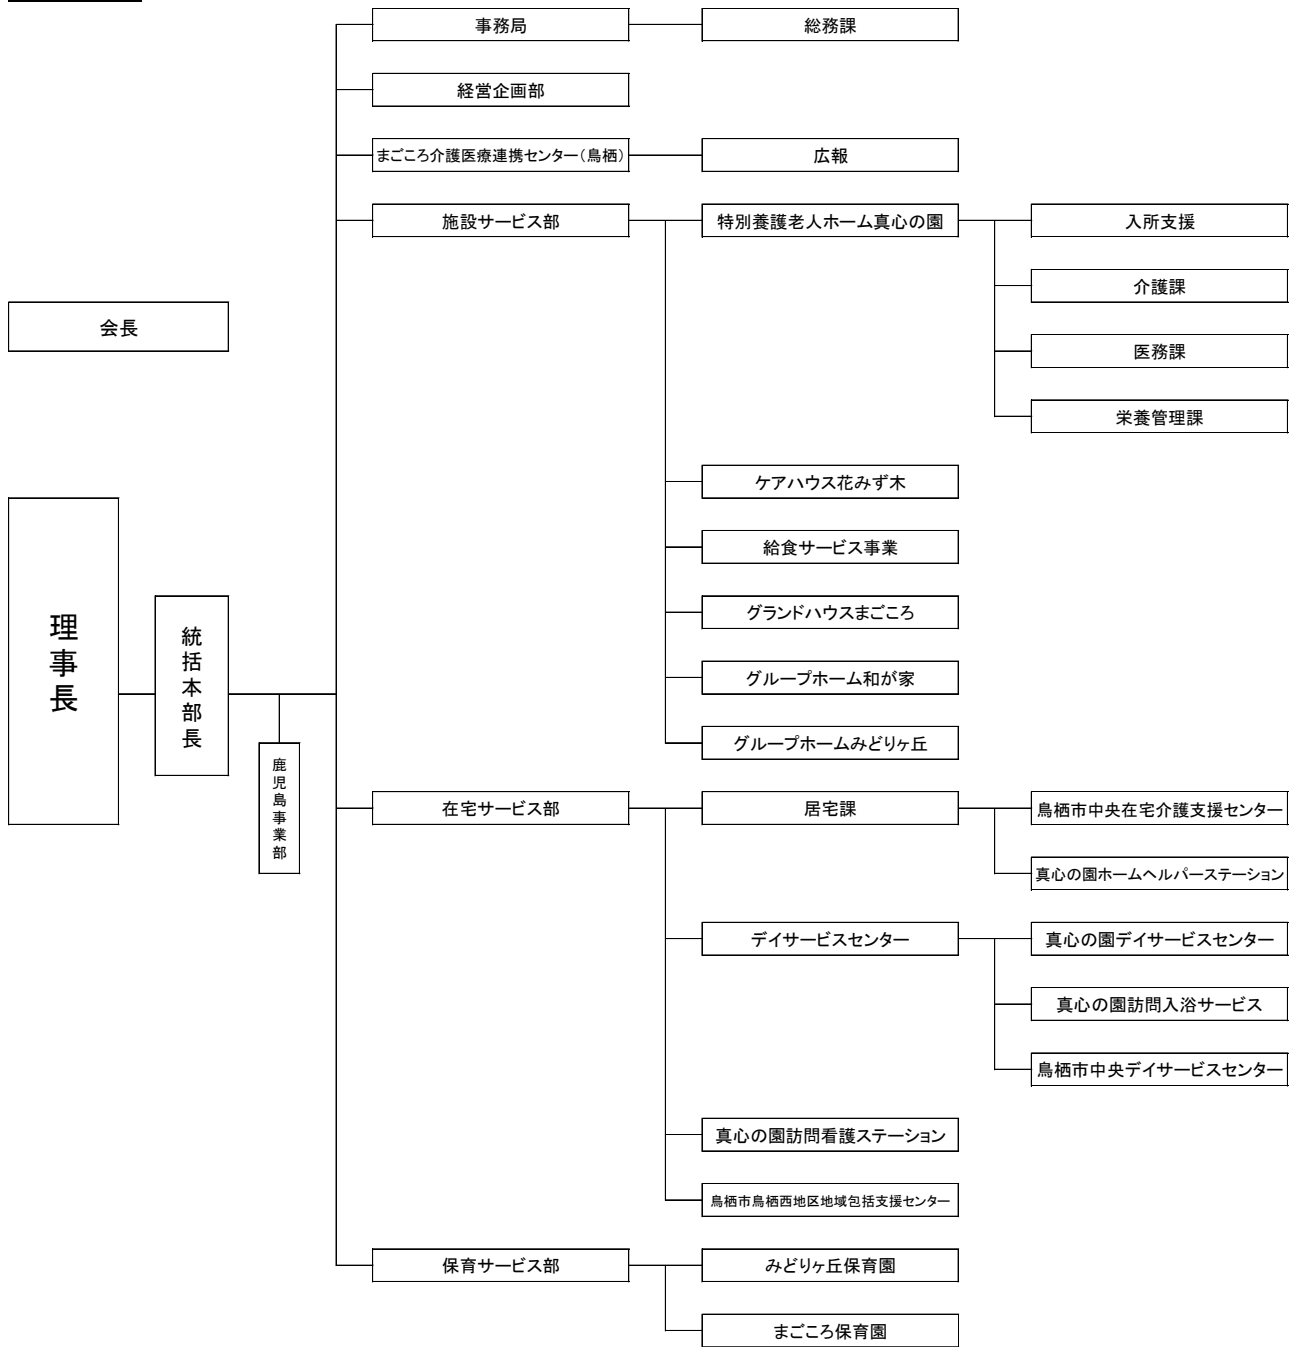 事務局
総務課
経営企画部
まごころ介護医療連携センター(鳥栖)
広報
施設サービス部
特別養護老人ホーム真心の園
入所支援
介護課
会長
医務課
栄養管理課
ケアハウス花みず木
給食サービス事業
グランドハウスまごころ
グループホーム和が家
グループホームみどりヶ丘
理事長
統括本部長
鹿児島事業部
在宅サービス部
居宅課
鳥栖市中央在宅介護支援センター
真心の園ホームヘルパーステーション
デイサービスセンター
真心の園デイサービスセンター
真心の園訪問入浴サービス
鳥栖市中央デイサービスセンター
真心の園訪問看護ステーション
鳥栖市鳥栖西地区地域包括支援センター
保育サービス部
みどりヶ丘保育園
まごころ保育園